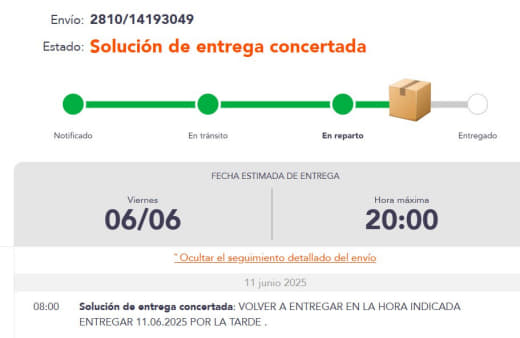 Envío: 2810/14193049
Estado: Solución de entrega concertada
Notificado En tránsito En reparto Entregado
FECHA ESTIMADA DE ENTREGA
Viernes Hora máxima
06/06 20:00
ˆOcultar el seguimiento detallado del envío
11 junio 2025
08:00 Solución de entrega concertada: VOLVER A ENTREGAR EN LA HORA INDICADA
ENTREGAR 11.06.2025 POR LA TARDE .